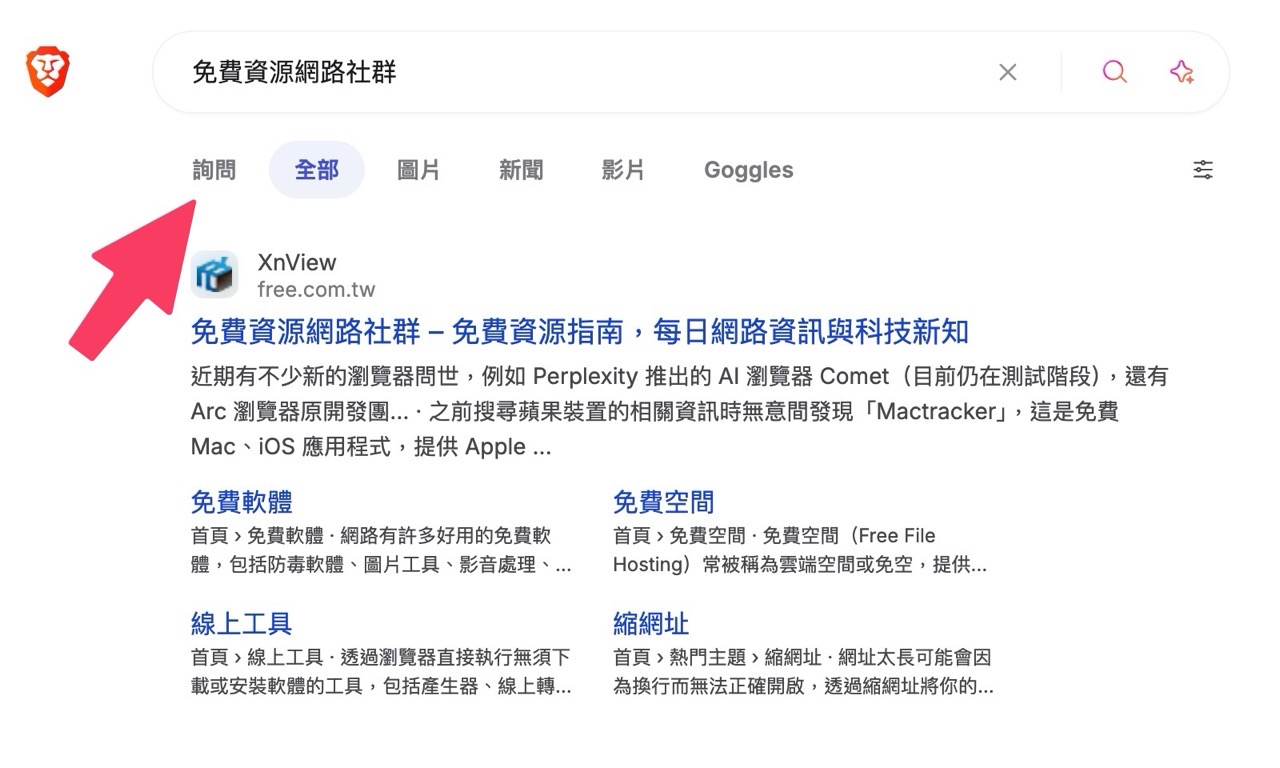 免費資源網路社群
詢問 全部 圖片 新聞 影片 Goggles
XnView
free.com.tw
免費資源網路社群 – 免費資源指南，每日網路資訊與科技新知
近期有不少新的瀏覽器問世，例如 Perplexity 推出的 AI 瀏覽器 Comet（目前仍在測試階段），還有
Arc 瀏覽器原開發團... · 之前搜尋蘋果裝置的相關資訊時無意間發現「Mactracker」，這是免費
Mac、iOS 應用程式，提供 Apple ...
免費軟體
首頁 › 免費軟體 · 網路有許多好用的免費軟
體，包括防毒軟體、圖片工具、影音處理、...
免費空間
首頁 › 免費空間 · 免費空間（Free File
Hosting）常被稱為雲端空間或免空，提供...
線上工具
首頁 › 線上工具 · 透過瀏覽器直接執行無須下
載或安裝軟體的工具，包括產生器、線上轉...
縮網址
首頁 › 熱門主題 › 縮網址 · 網址太長可能會因
為換行而無法正確開啟，透過縮網址將你的...